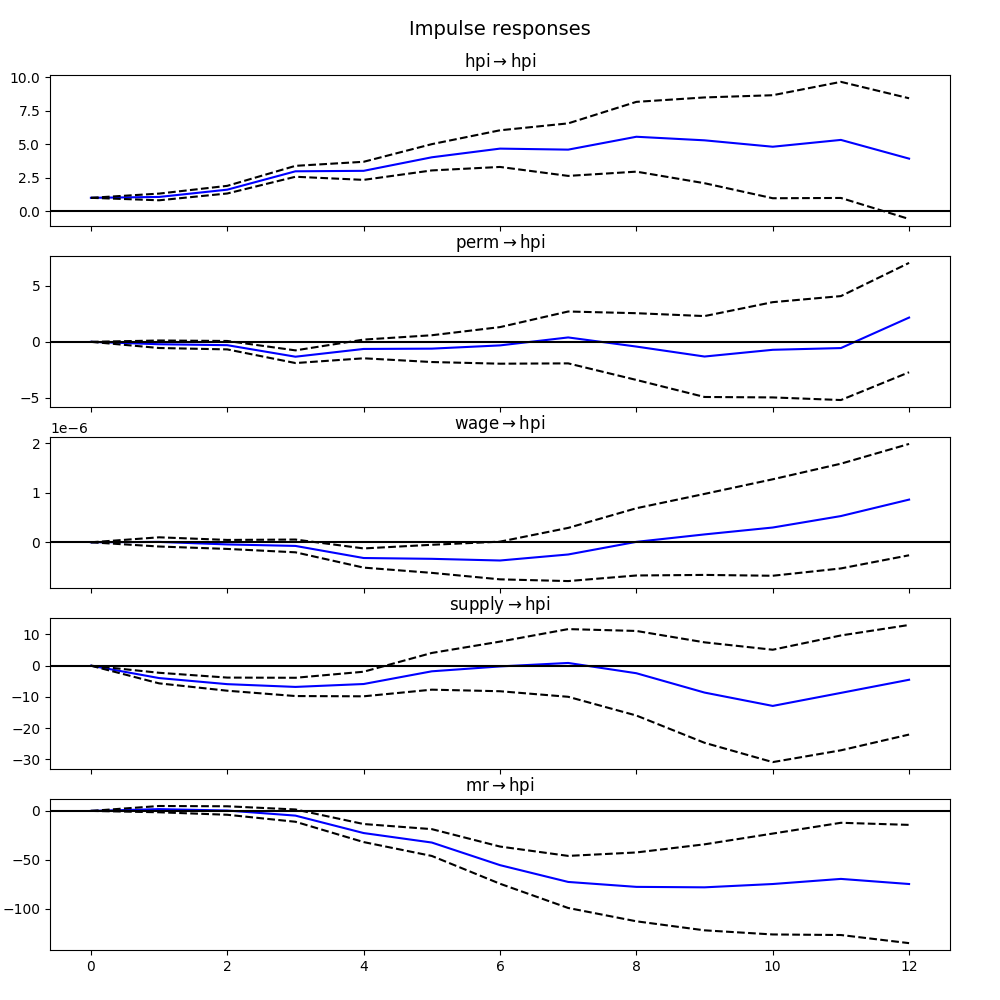 Impulse responses
hpi → hpi
10.0
7.5
5.0
2.5
0.0
perm → hpi
5
0
−5
wage → hpi
1e−6
2
1
0
supply → hpi
10
0
−10
−20
−30
mr → hpi
0
−50
−100
0 2 4 6 8 10 12